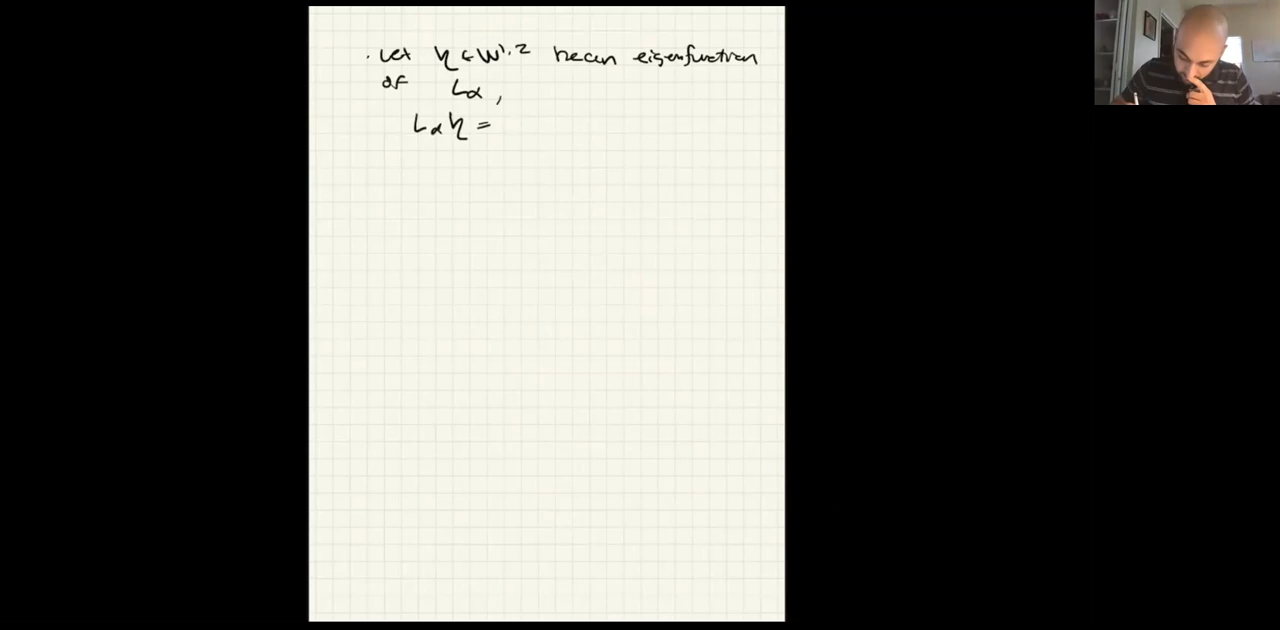 . Let η ∈ W^{1,2} be an eigenfunction
of L_α,
L_α η =